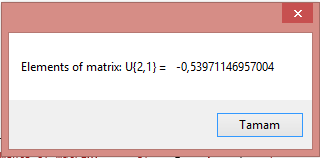 Elements of matrix: U{2,1} = -0,53971146957004
Tamam